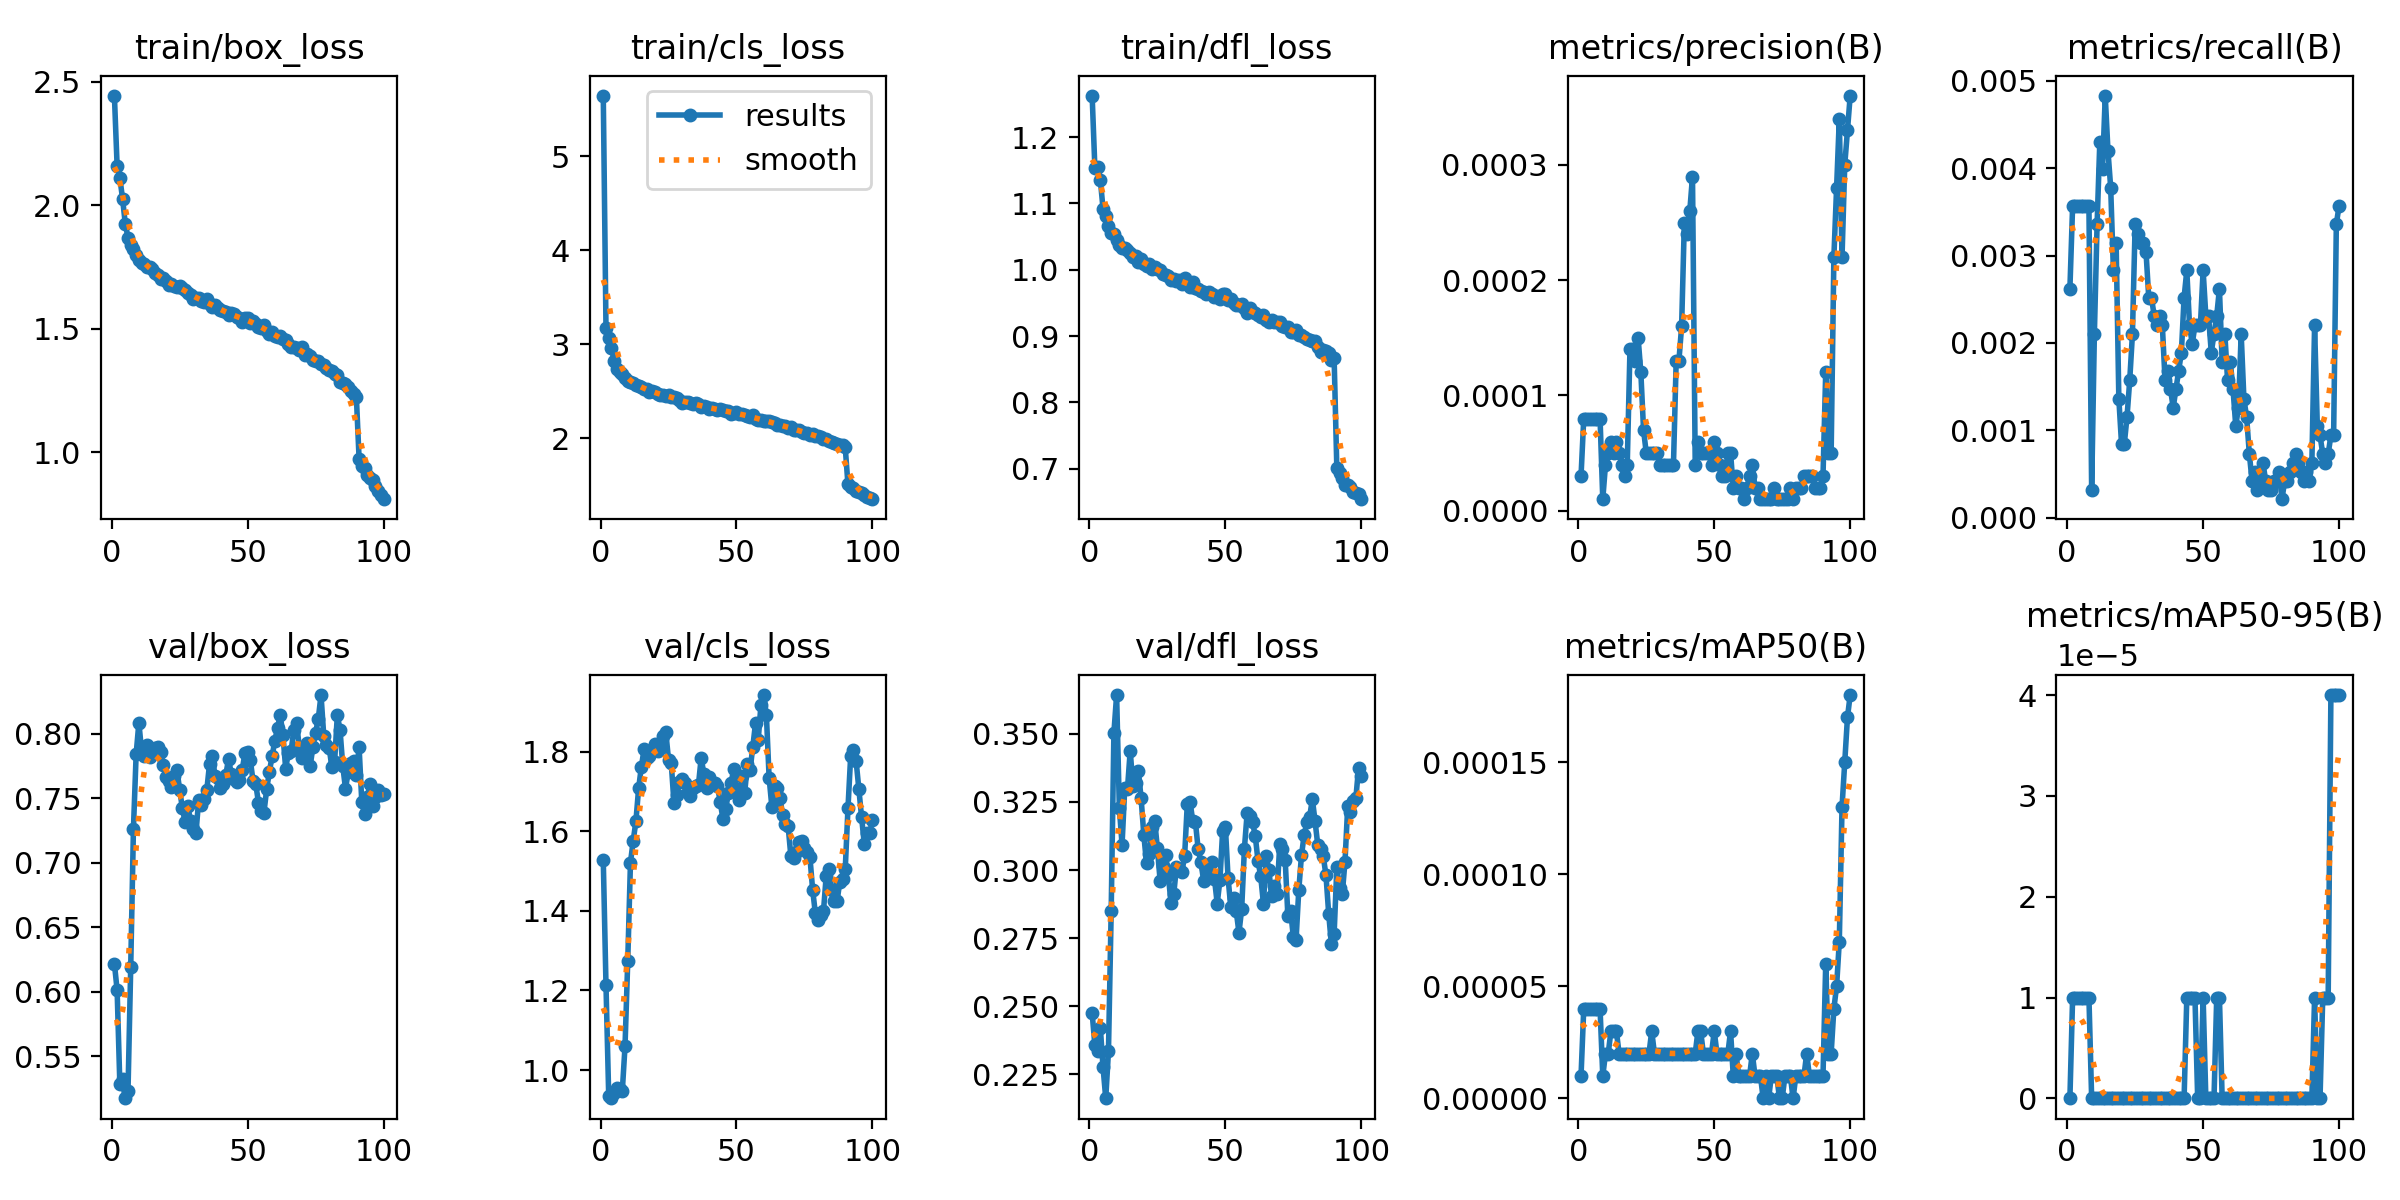 train/box_loss
2.5
2.0
1.5
1.0
0 50 100
train/cls_loss
results
smooth
5
4
3
2
0 50 100
train/dfl_loss
1.2
1.1
1.0
0.9
0.8
0.7
0 50 100
metrics/precision(B)
0.0003
0.0002
0.0001
0.0000
0 50 100
metrics/recall(B)
0.005
0.004
0.003
0.002
0.001
0.000
0 50 100
val/box_loss
0.80
0.75
0.70
0.65
0.60
0.55
0 50 100
val/cls_loss
1.8
1.6
1.4
1.2
1.0
0 50 100
val/dfl_loss
0.350
0.325
0.300
0.275
0.250
0.225
0 50 100
metrics/mAP50(B)
0.00015
0.00010
0.00005
0.00000
0 50 100
metrics/mAP50-95(B)
1e−5
4
3
2
1
0
0 50 100